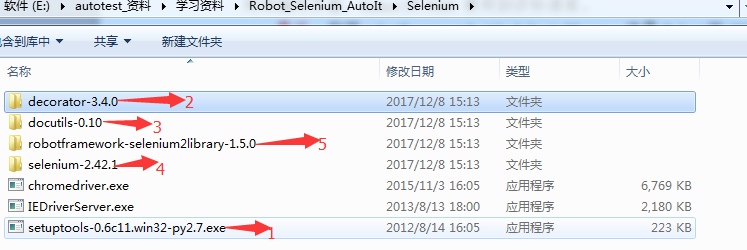 软件 (E:) ▸ autotest_资料 ▸ 学习资料 ▸ Robot_Selenium_AutoIt ▸ Selenium ▸
含到库中 共享 新建文件夹
名称 修改日期 类型 大小
decorator-3.4.0 2 2017/12/8 15:13 文件夹
docutils-0.10 3 2017/12/8 15:13 文件夹
robotframework-selenium2library-1.5.0 5 2017/12/8 15:13 文件夹
selenium-2.42.1 4 2017/12/8 15:13 文件夹
chromedriver.exe 2015/11/3 16:05 应用程序 6,769 KB
IEDriverServer.exe 2013/8/13 18:00 应用程序 2,180 KB
setuptools-0.6c11.win32-py2.7.exe 1 2012/8/14 16:05 应用程序 223 KB